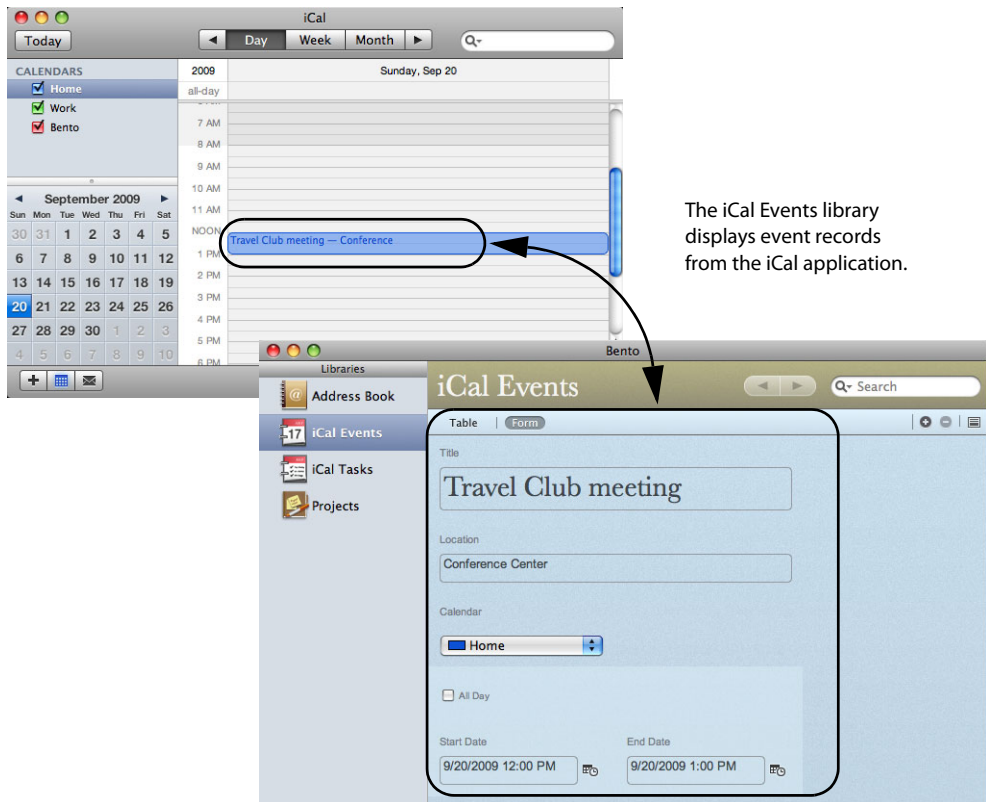 iCal
Today
Day Week Month
CALENDARS
Home
Work
Bento
2009 Sunday, Sep 20
all-day
7 AM
8 AM
9 AM
10 AM
11 AM
NOON
Travel Club meeting — Conference
1 PM
2 PM
3 PM
4 PM
5 PM
6 PM
September 2009
Sun Mon Tue Wed Thu Fri Sat
30 31 1 2 3 4 5
6 7 8 9 10 11 12
13 14 15 16 17 18 19
20 21 22 23 24 25 26
27 28 29 30 1 2 3
4 5 6 7 8 9 10
The iCal Events library
displays event records
from the iCal application.
Bento
Libraries
Address Book
17 iCal Events
iCal Tasks
Projects
iCal Events
Search
Table | Form
Title
Travel Club meeting
Location
Conference Center
Calendar
Home
All Day
Start Date End Date
9/20/2009 12:00 PM 9/20/2009 1:00 PM